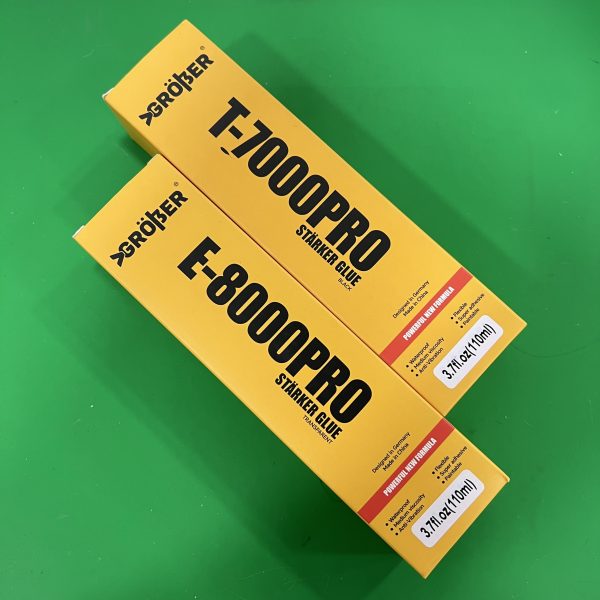 GRÖßER®
T-7000PRO
STÄRKER GLUE
BLACK
Designed in Germany
Made in China
POWERFUL NEW FORMULA
• Waterproof
• Medium viscosity
• Anti-Vibration
• Flexible
• Super adhesive
• Paintable
3.7fl.oz(110ml)
GRÖßER®
E-8000PRO
STÄRKER GLUE
TRANSPARENT
Designed in Germany
Made in China
POWERFUL NEW FORMULA
• Waterproof
• Medium viscosity
• Anti-Vibration
• Flexible
• Super adhesive
• Paintable
3.7fl.oz(110ml)